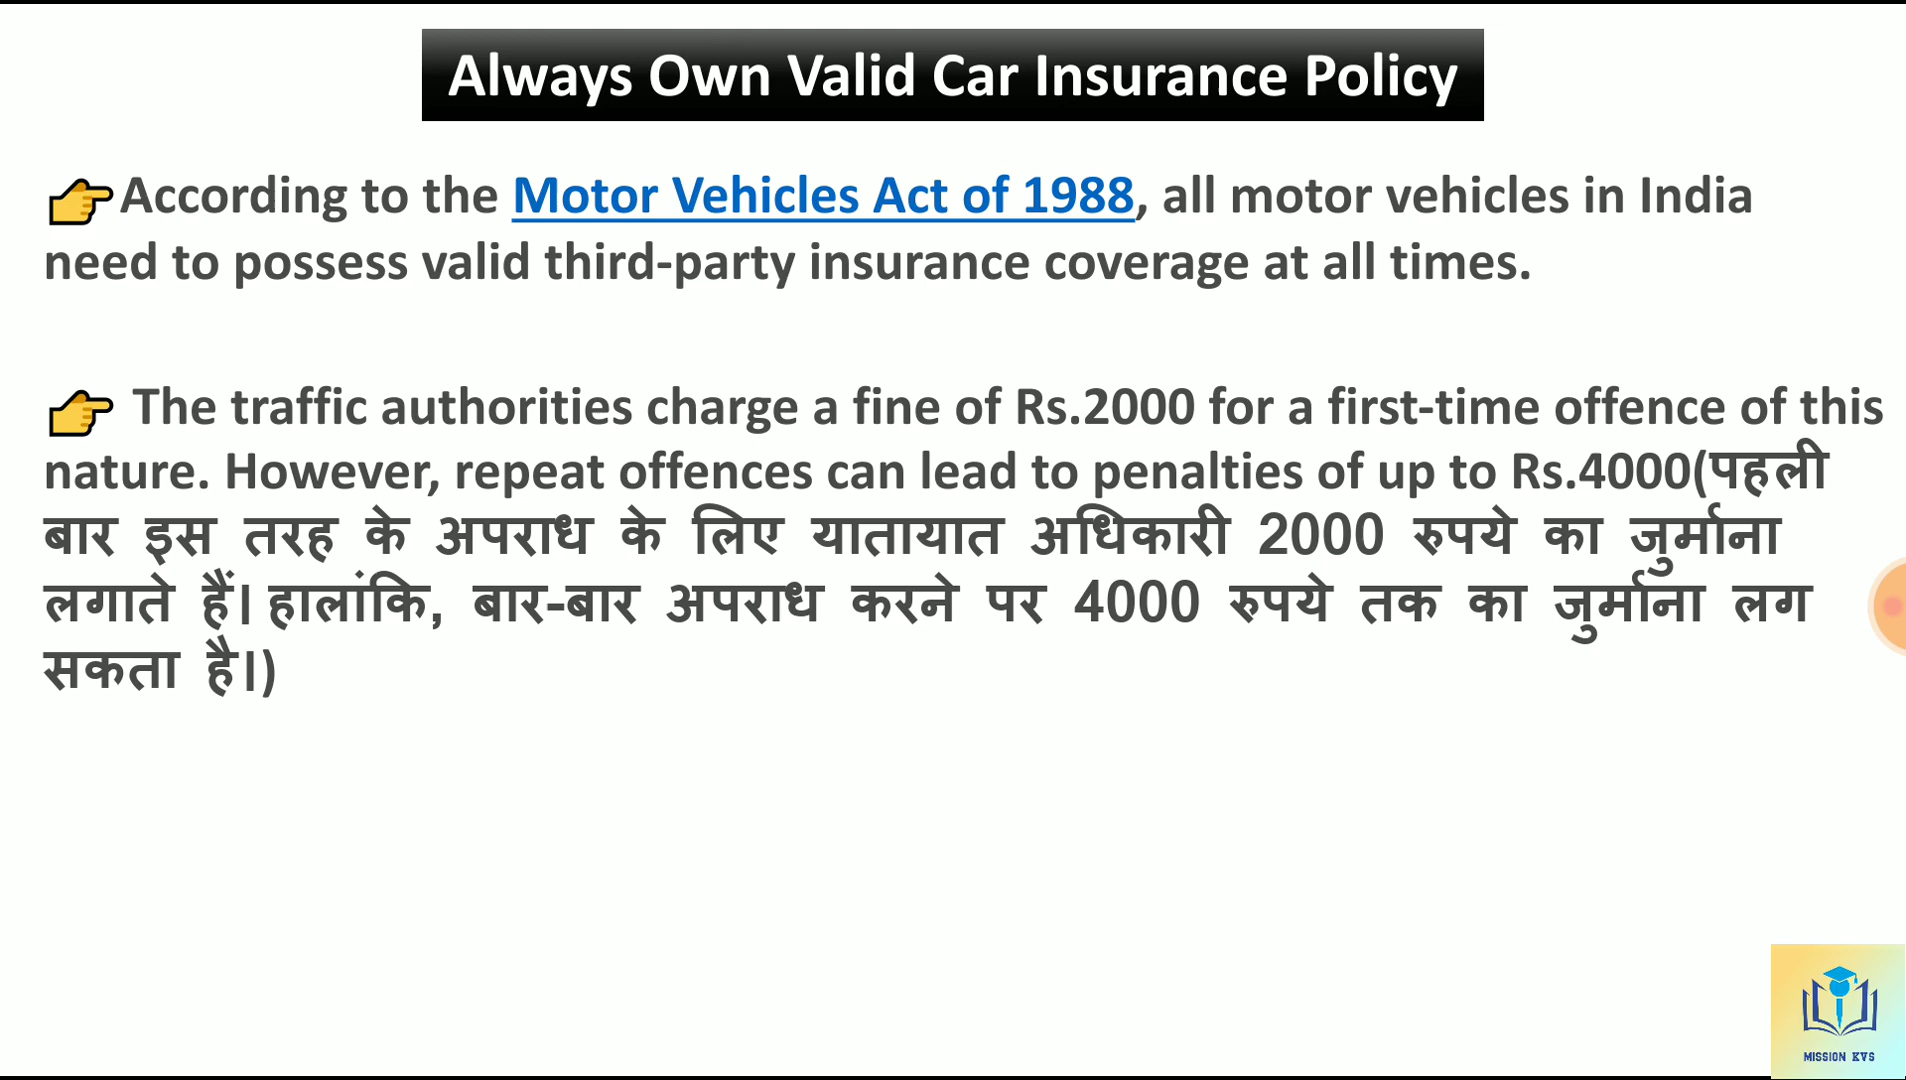 Always Own Valid Car Insurance Policy
👉According to the Motor Vehicles Act of 1988, all motor vehicles in India
need to possess valid third-party insurance coverage at all times.
👉 The traffic authorities charge a fine of Rs.2000 for a first-time offence of this
nature. However, repeat offences can lead to penalties of up to Rs.4000(पहली
बार इस तरह के अपराध के लिए यातायात अधिकारी 2000 रुपये का जुर्माना
लगाते हैं। हालांकि, बार-बार अपराध करने पर 4000 रुपये तक का जुर्माना लग
सकता है।)
MISSION KVS